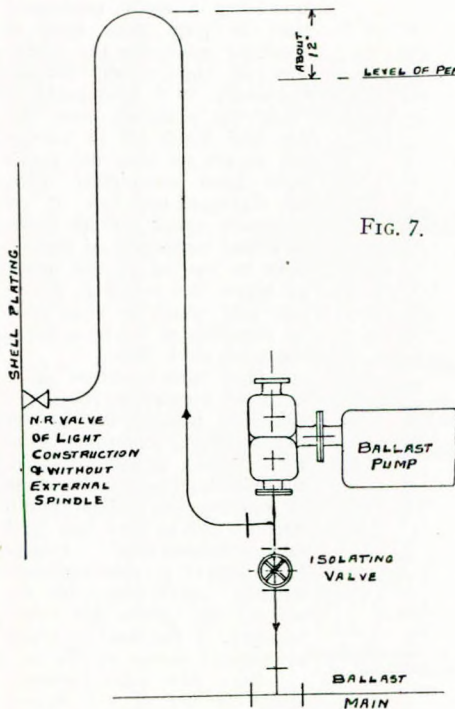 ABOUT
12"
LEVEL OF
FIG. 7.
SHELL PLATING.
N.R VALVE
OF LIGHT
CONSTRUCTION
& WITHOUT
EXTERNAL
SPINDLE
BALLAST
PUMP
ISOLATING
VALVE
BALLAST
MAIN